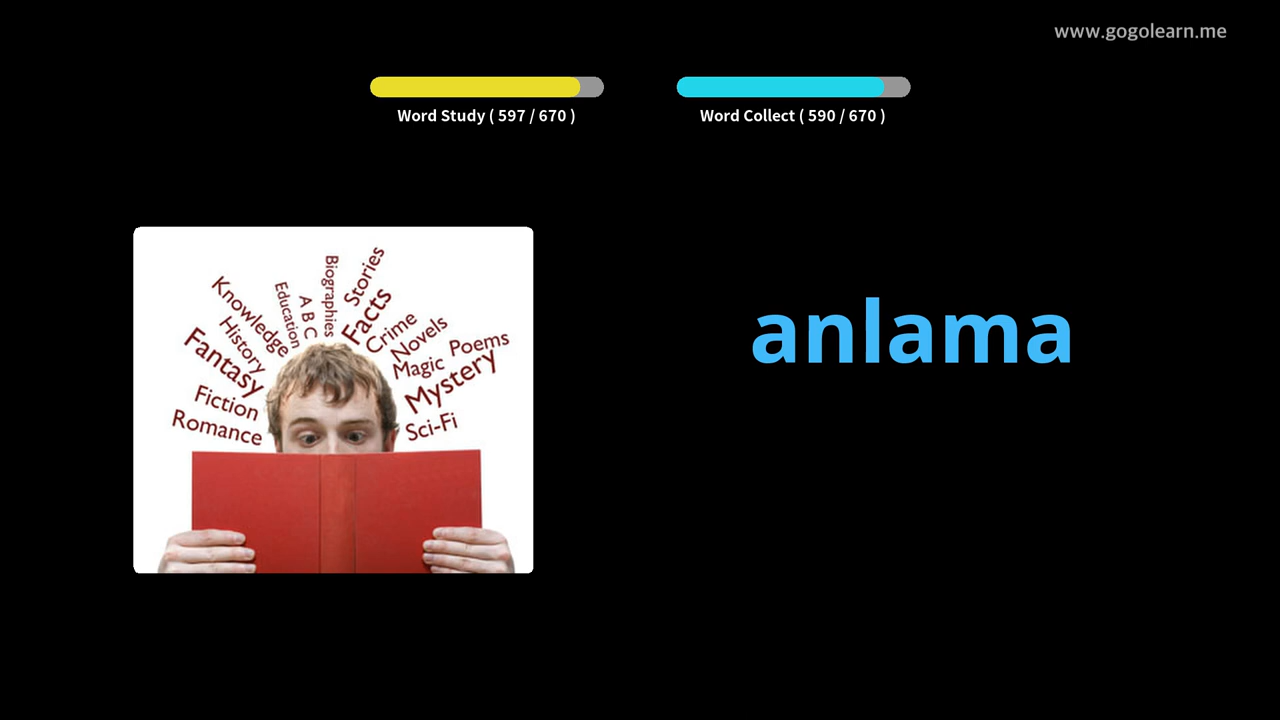 www.gogolearn.me
Word Study ( 597 / 670 )
Word Collect ( 590 / 670 )
Stories
Biographies
Facts
A B C
Education
Knowledge
Crime
Novels
History
Poems
Fantasy
Magic
Mystery
Fiction
Sci-Fi
Romance
anlama